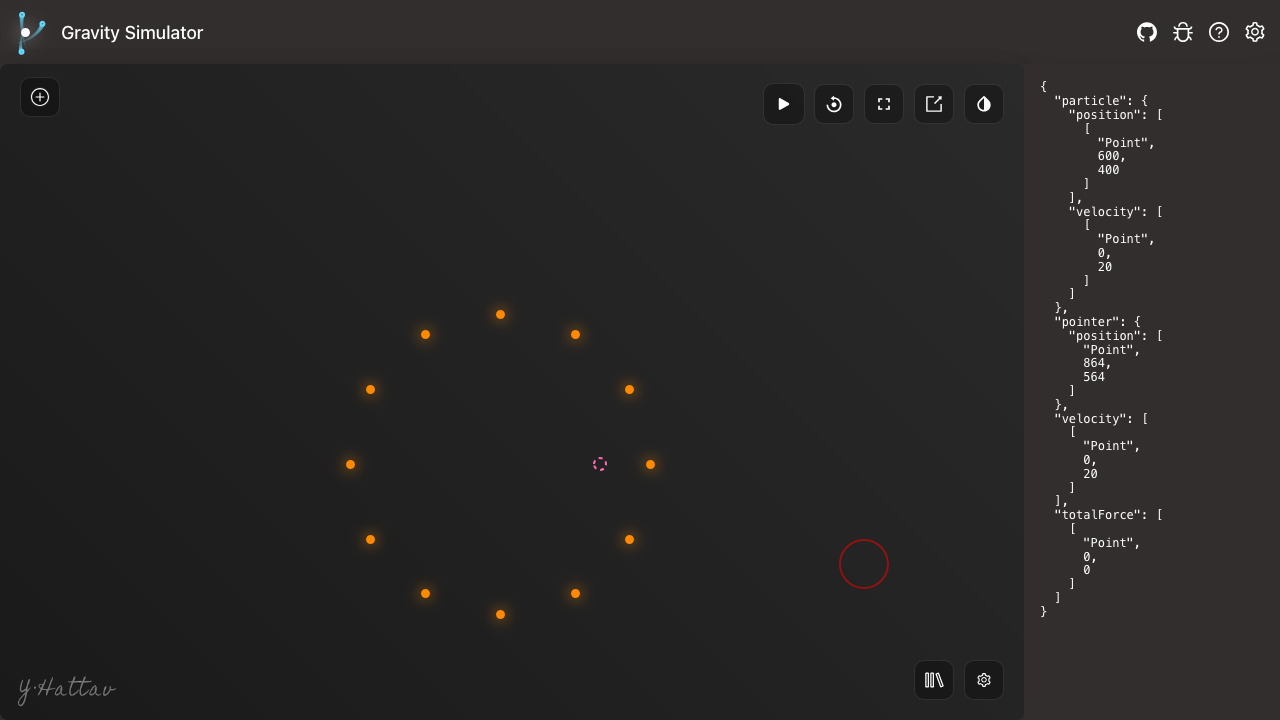 Gravity Simulator
{
"particle": {
"position": [
[
"Point",
600,
400
]
],
"velocity": [
[
"Point",
0,
20
]
]
},
"pointer": {
"position": [
"Point",
864,
564
]
},
"velocity": [
[
"Point",
0,
20
]
],
"totalForce": [
[
"Point",
0,
0
]
]
}
Y·Hattav